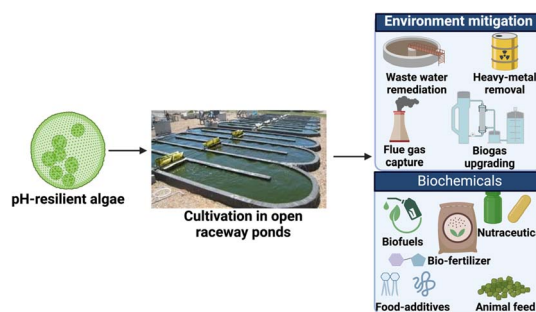 Environment mitigation
Waste water
remediation
Heavy-metal
removal
Flue gas
capture
Biogas
upgrading
pH-resilient algae
Cultivation in open
raceway ponds
Biochemicals
Biofuels
Nutraceutic
Bio-fertilizer
Food-additives
Animal feed